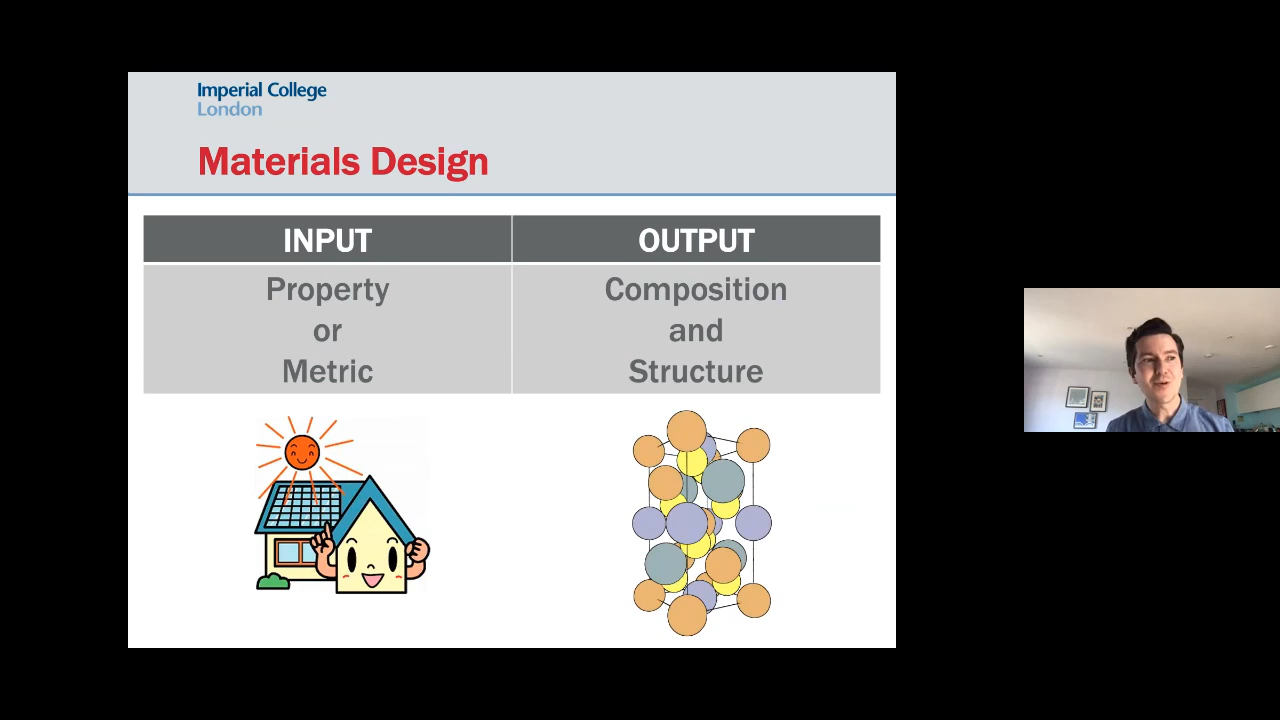 Imperial College
London
Materials Design
INPUT
OUTPUT
Property
or
Metric
Composition
and
Structure